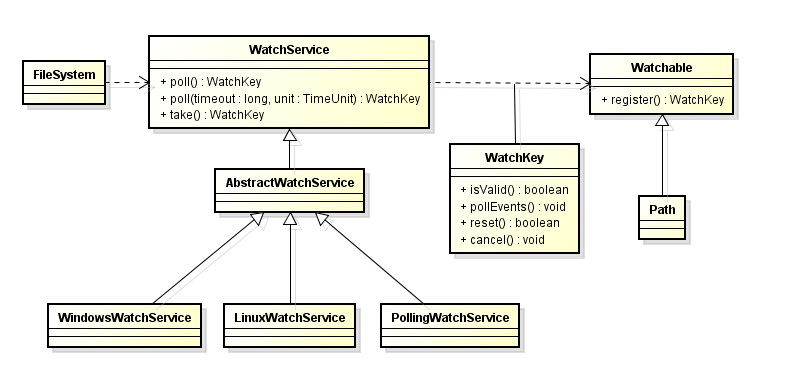 WatchService
FileSystem
+ poll() : WatchKey
+ poll(timeout : long, unit : TimeUnit) : WatchKey
+ take() : WatchKey
Watchable
+ register() : WatchKey
WatchKey
+ isValid() : boolean
+ pollEvents() : void
+ reset() : boolean
+ cancel() : void
AbstractWatchService
Path
WindowsWatchService
LinuxWatchService
PollingWatchService